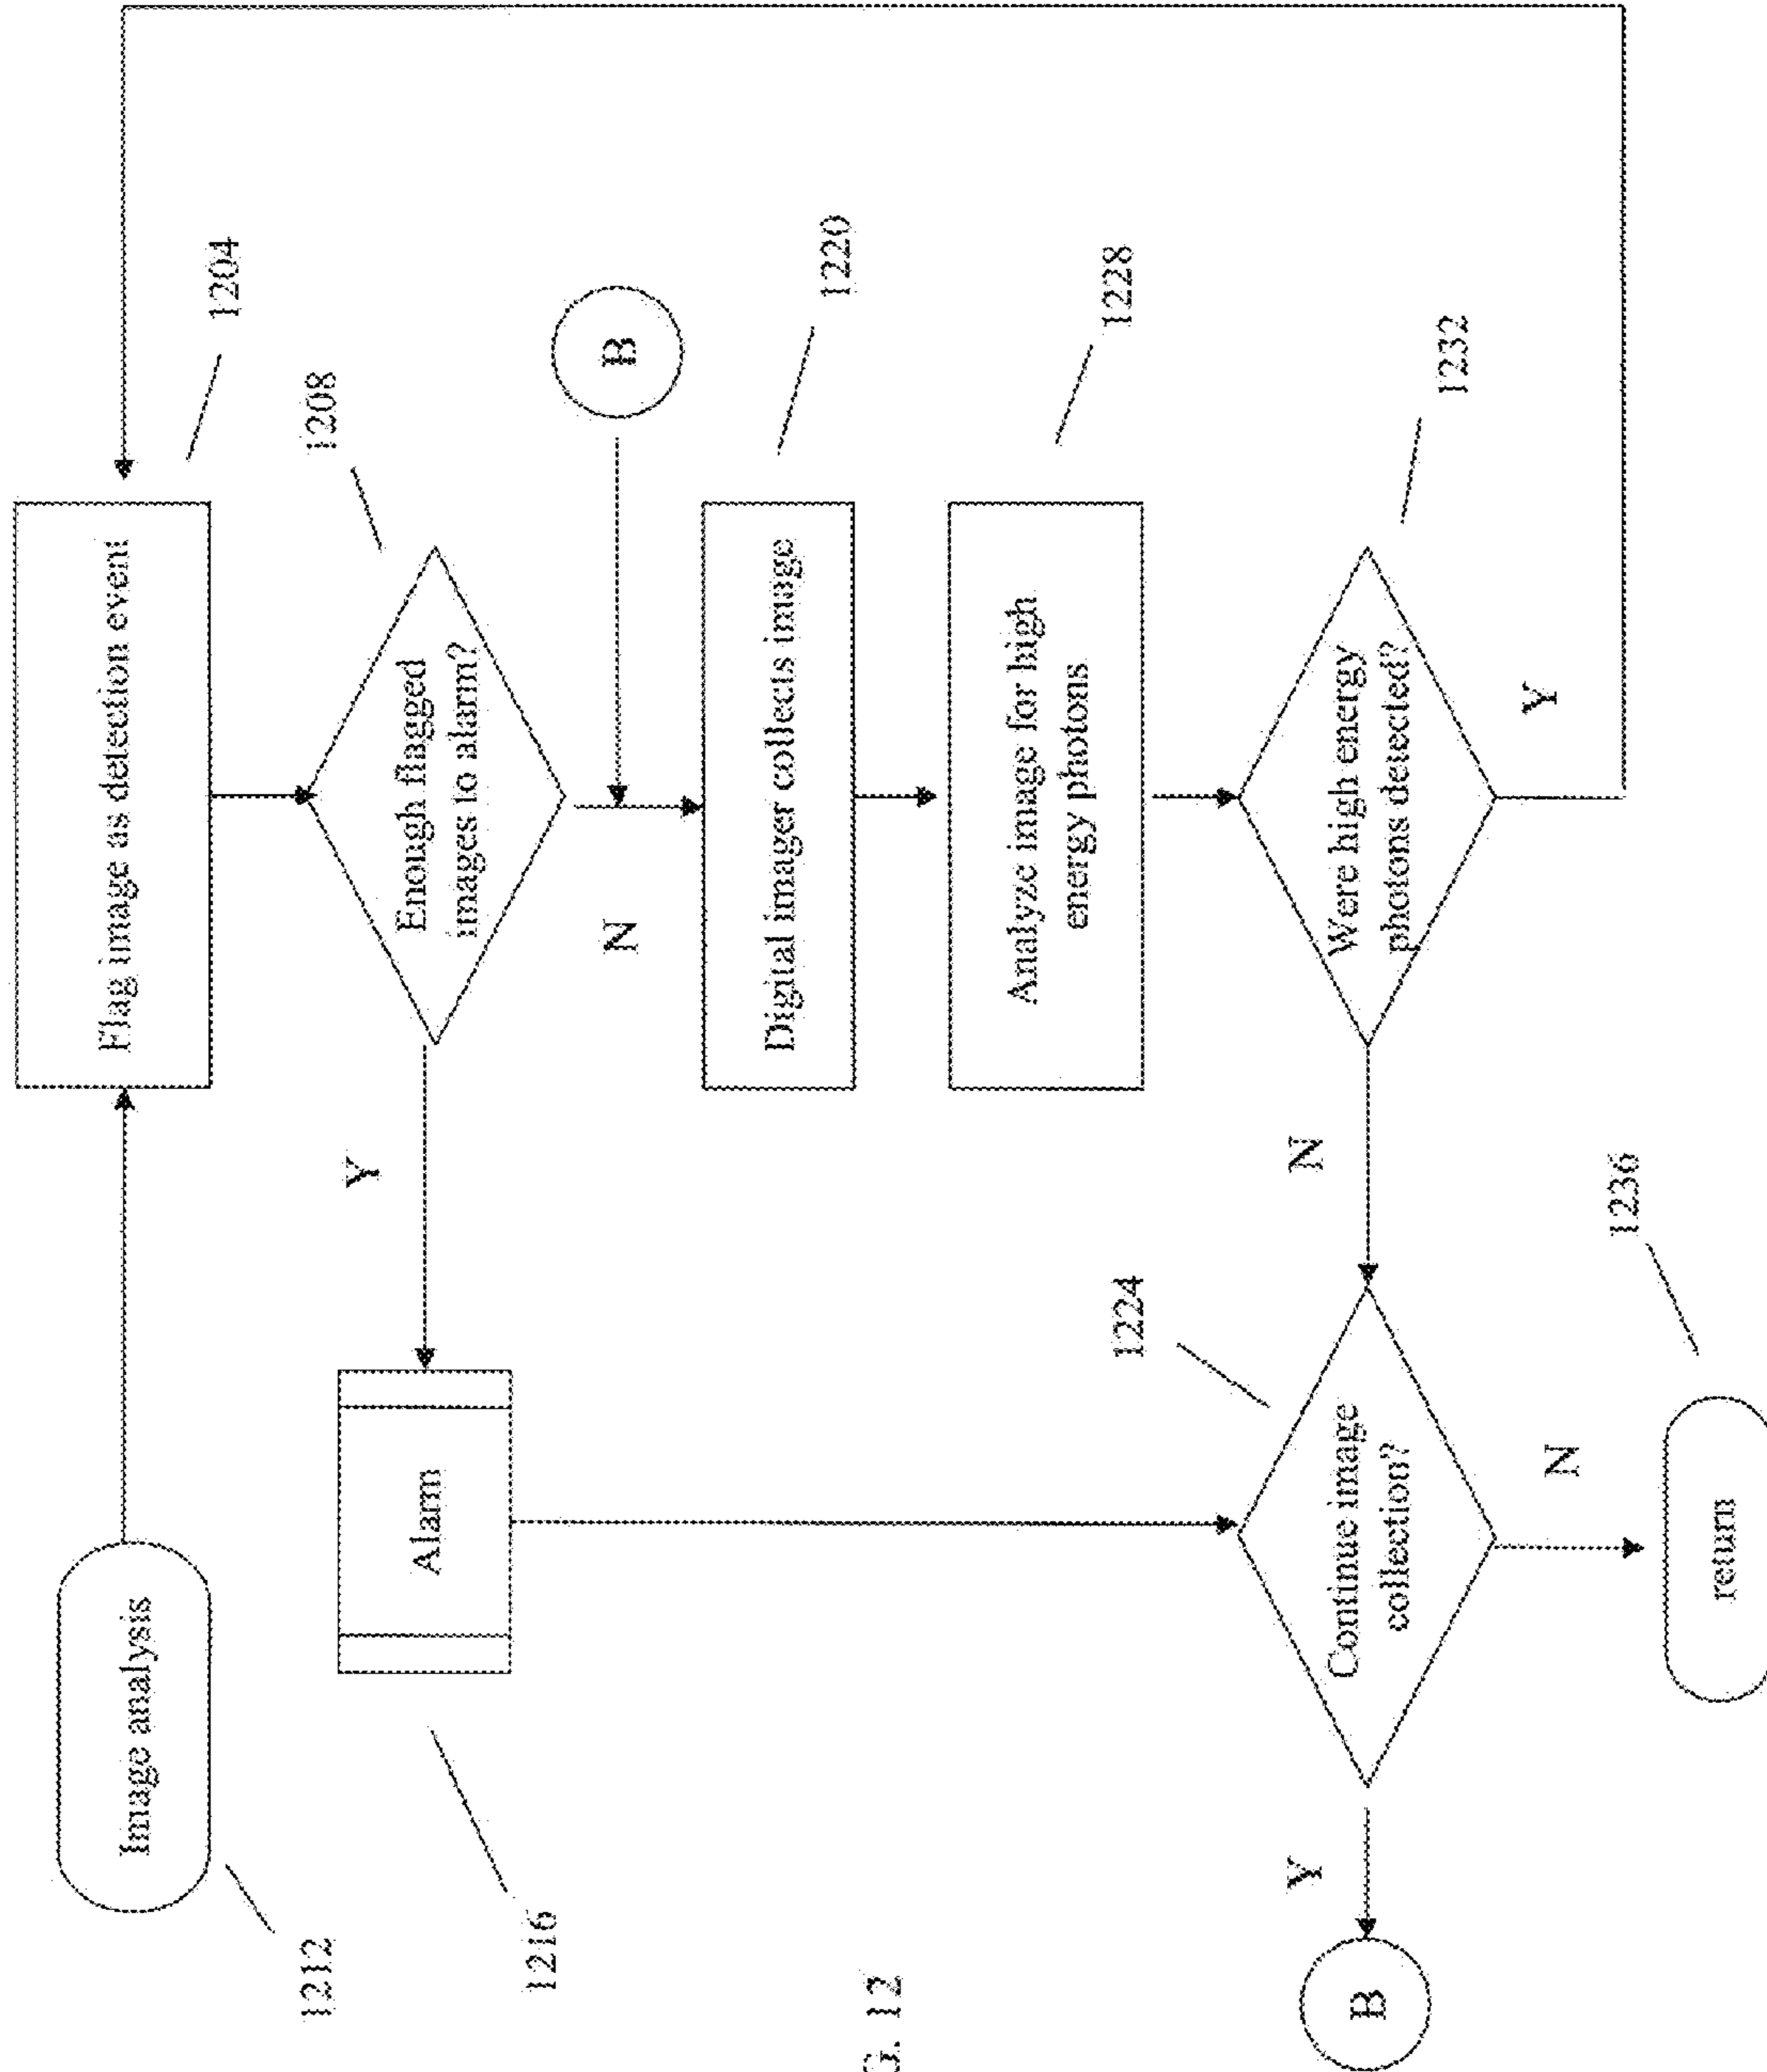 Image analysis
1212
Flag image as detection event
1204
Enough flagged
images to alarm?
1208
Y
Alarm
1216
N
B
Digital imager collects image
1220
Analyze image for high
energy photons
1228
Were high energy
photons detected?
1232
Y
N
Continue image
collection?
1224
Y
B
N
return
1236
G. 12